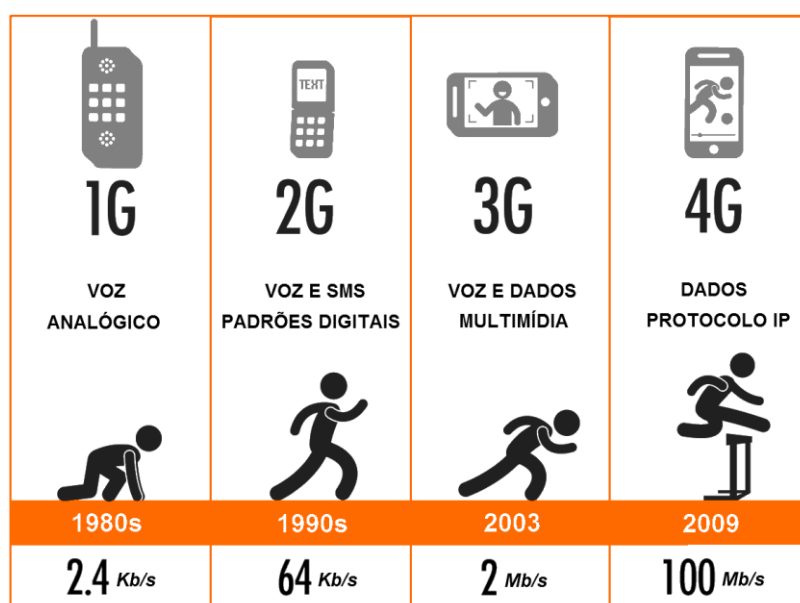 TEXT
1G
VOZ
ANALÓGICO
1980s
2.4 Kb/s
2G
VOZ E SMS
PADRÕES DIGITAIS
1990s
64 Kb/s
3G
VOZ E DADOS
MULTIMÍDIA
2003
2 Mb/s
4G
DADOS
PROTOCOLO IP
2009
100 Mb/s